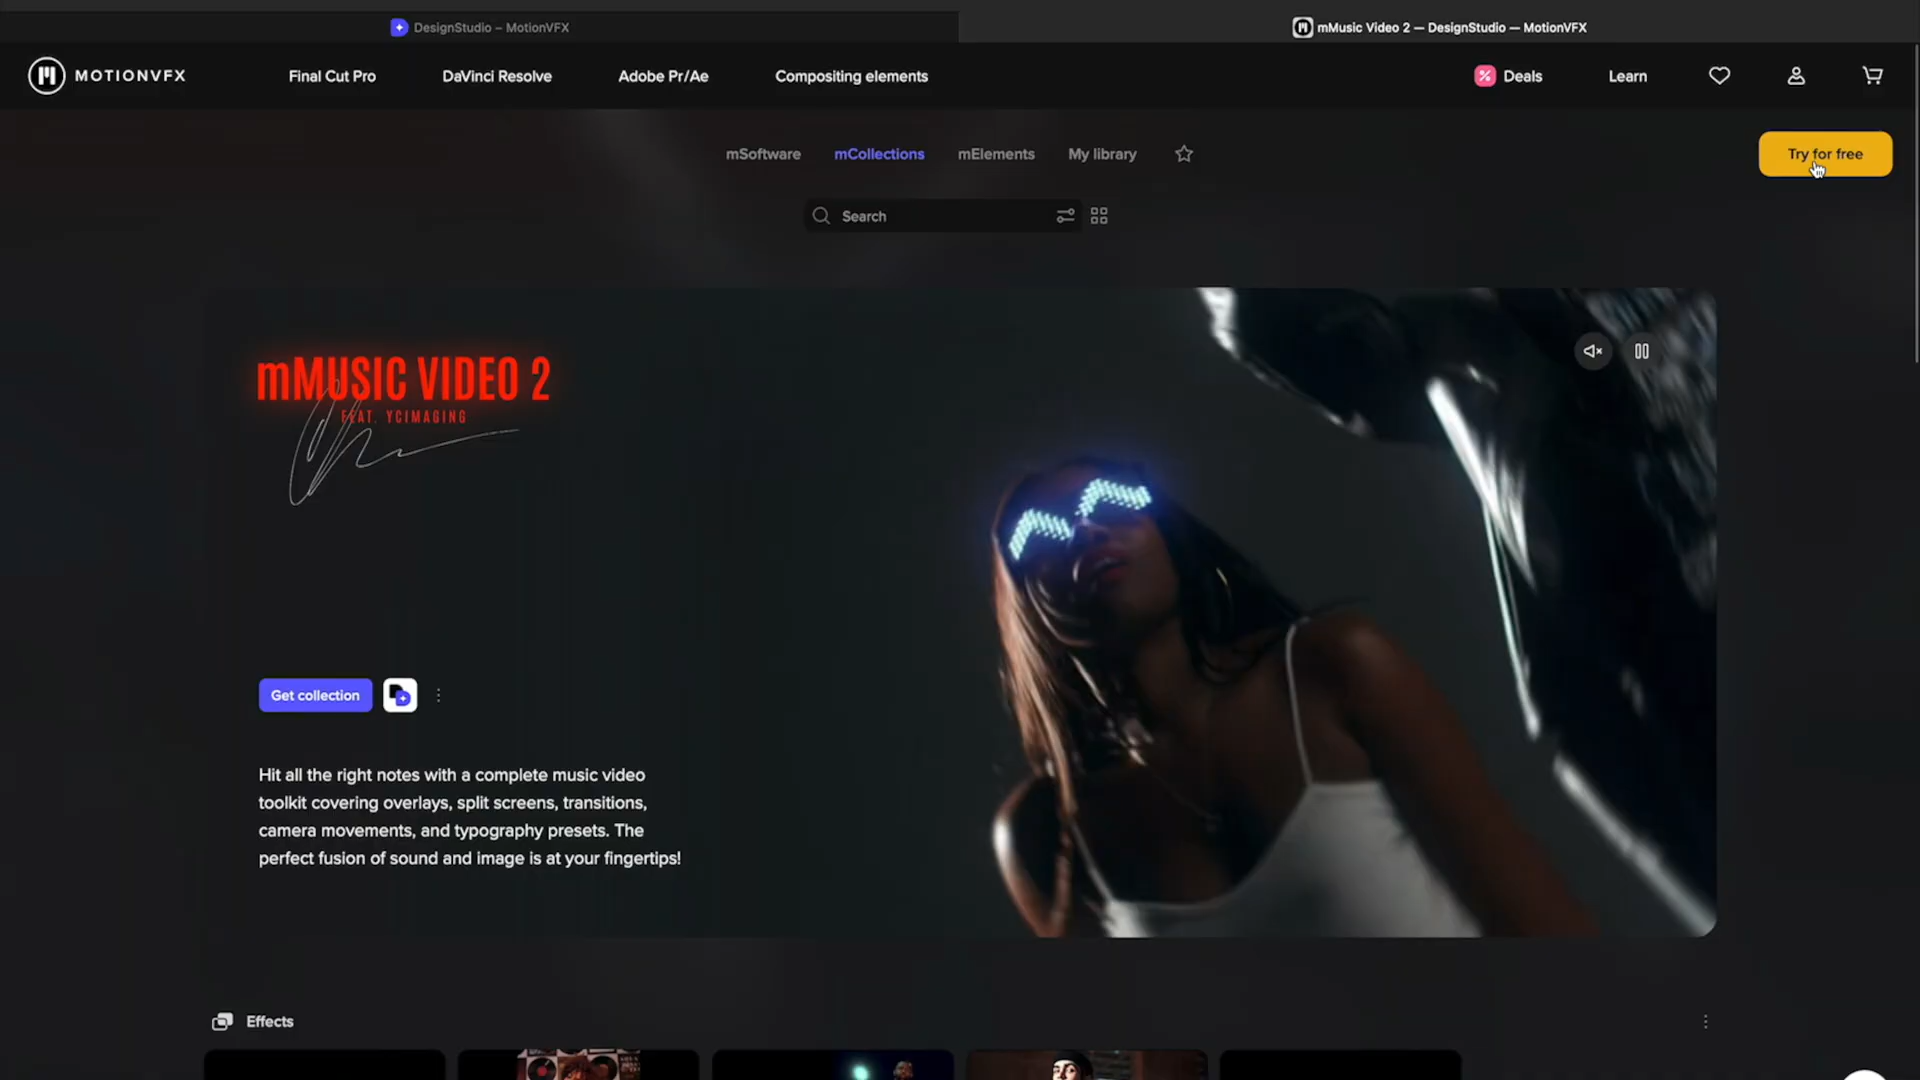 DesignStudio – MotionVFX
mMusic Video 2 — DesignStudio — MotionVFX
MOTIONVFX
Final Cut Pro
DaVinci Resolve
Adobe Pr/Ae
Compositing elements
Deals
Learn
mSoftware
mCollections
mElements
My library
Try for free
Search
mMUSIC VIDEO 2
FEAT. YCIMAGING
Get collection
Hit all the right notes with a complete music video
toolkit covering overlays, split screens, transitions,
camera movements, and typography presets. The
perfect fusion of sound and image is at your fingertips!
Effects